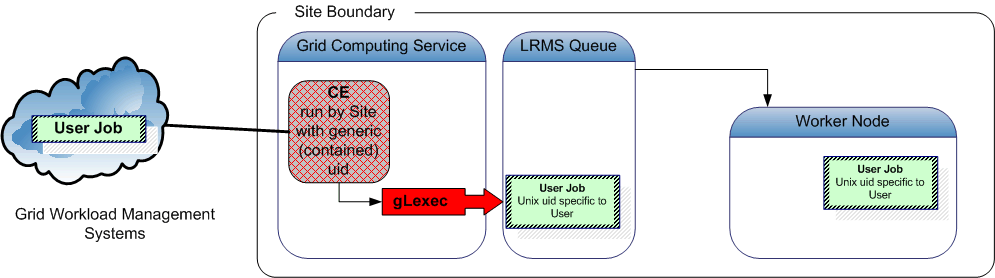 Site Boundary
Grid Computing Service
LRMS Queue
CE
run by Site
with generic
(contained)
uid
User Job
Worker Node
User Job
Unix uid specific to
User
gLexec
User Job
Unix uid specific to
User
Grid Workload Management
Systems